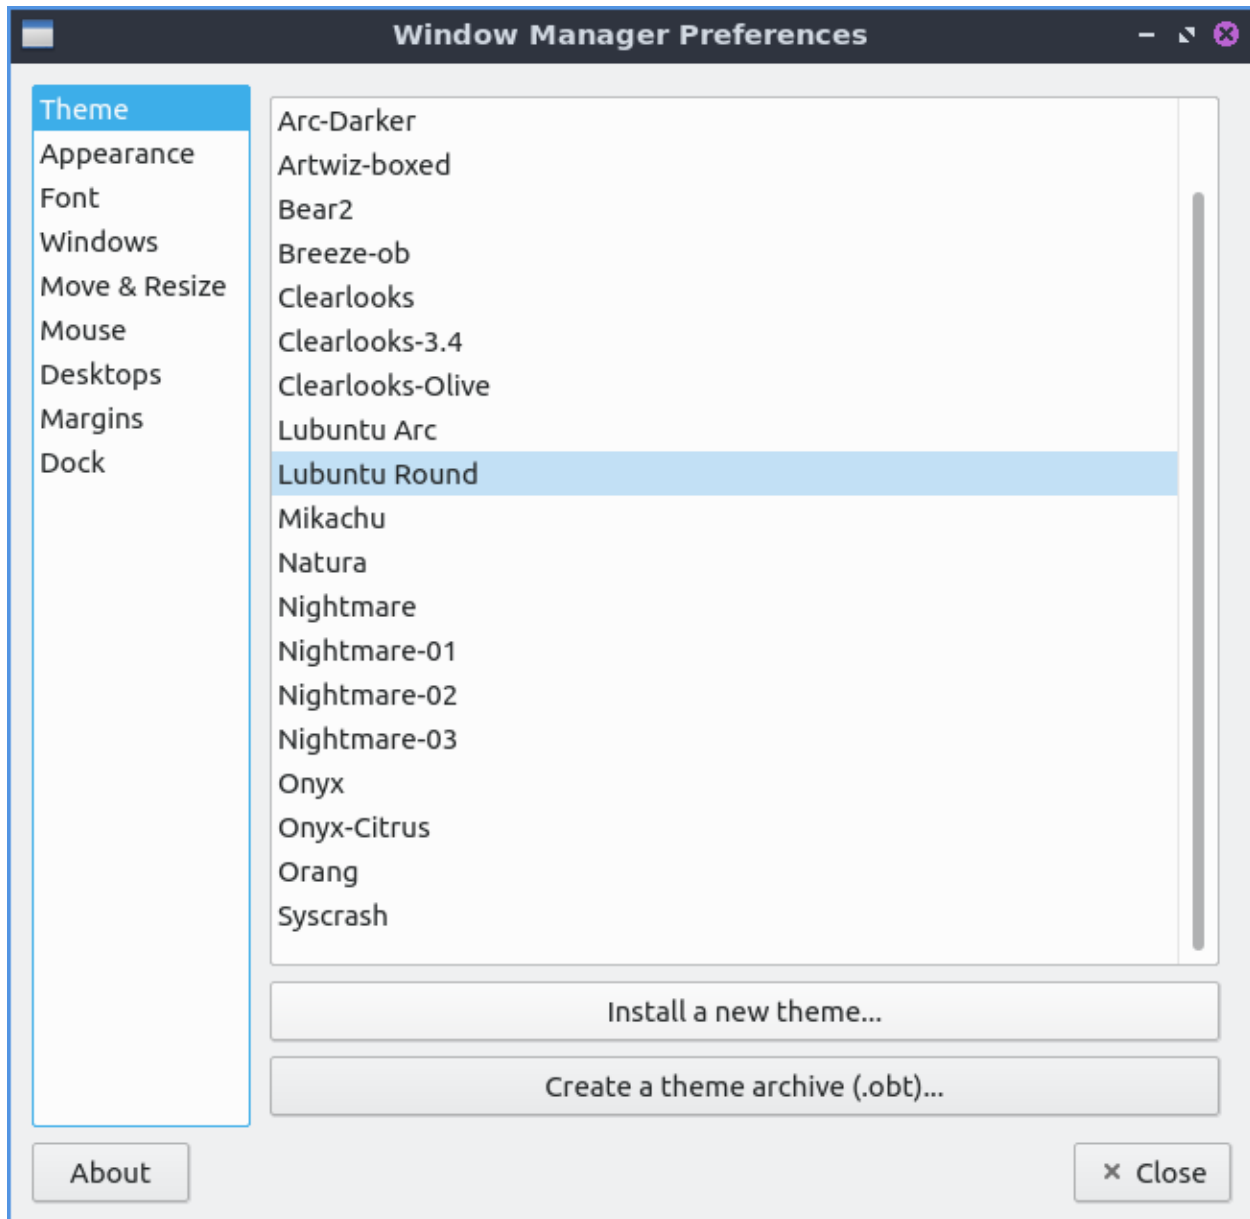 Window Manager Preferences
Theme
Appearance
Font
Windows
Move & Resize
Mouse
Desktops
Margins
Dock
Arc-Darker
Artwiz-boxed
Bear2
Breeze-ob
Clearlooks
Clearlooks-3.4
Clearlooks-Olive
Lubuntu Arc
Lubuntu Round
Mikachu
Natura
Nightmare
Nightmare-01
Nightmare-02
Nightmare-03
Onyx
Onyx-Citrus
Orang
Syscrash
Install a new theme...
Create a theme archive (.obt)...
About
Close